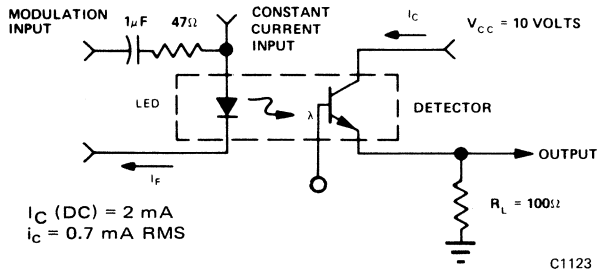 MODULATION
INPUT
1µF
47Ω
CONSTANT
CURRENT
INPUT
I_C
V_CC = 10 VOLTS
LED
λ
DETECTOR
I_F
OUTPUT
R_L = 100Ω
I_C (DC) = 2 mA
i_c = 0.7 mA RMS
C1123